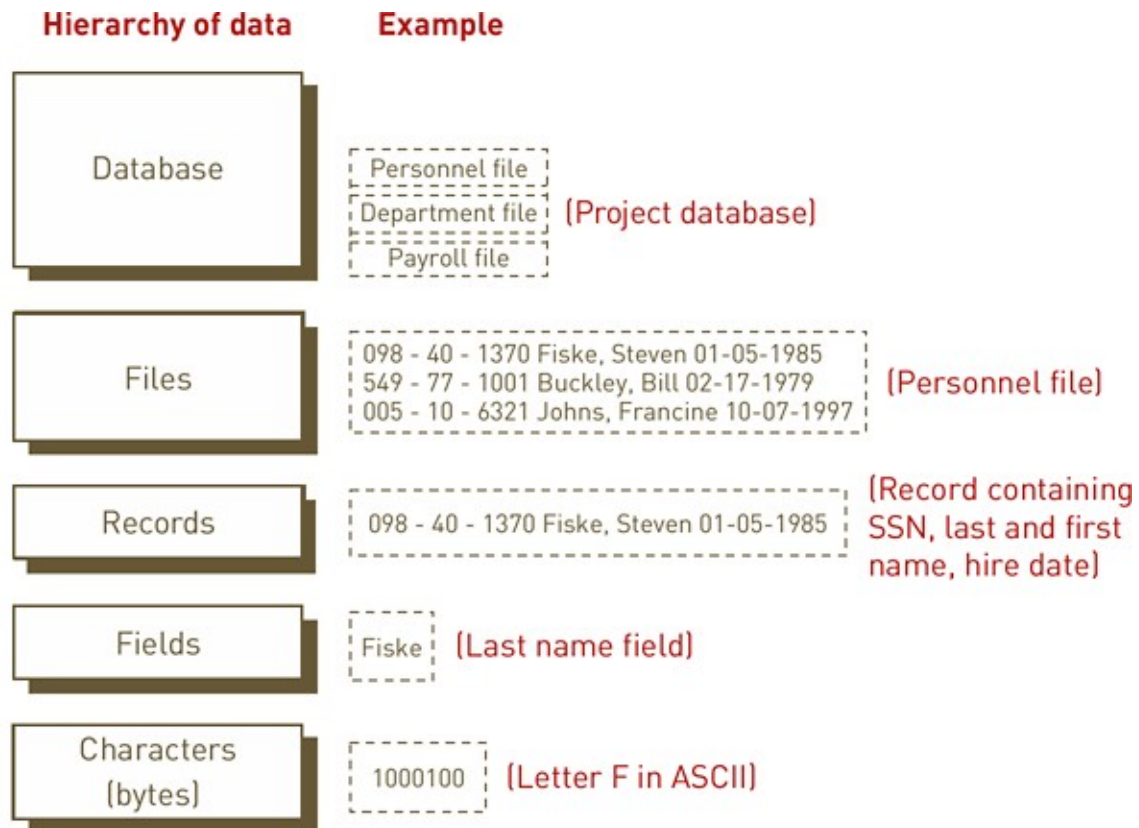 Hierarchy of data Example
Database
Personnel file
Department file
Payroll file
(Project database)
Files
098 - 40 - 1370 Fiske, Steven 01-05-1985
549 - 77 - 1001 Buckley, Bill 02-17-1979
005 - 10 - 6321 Johns, Francine 10-07-1997
(Personnel file)
Records
098 - 40 - 1370 Fiske, Steven 01-05-1985
(Record containing
SSN, last and first
name, hire date)
Fields
Fiske
(Last name field)
Characters
(bytes)
1000100
(Letter F in ASCII)